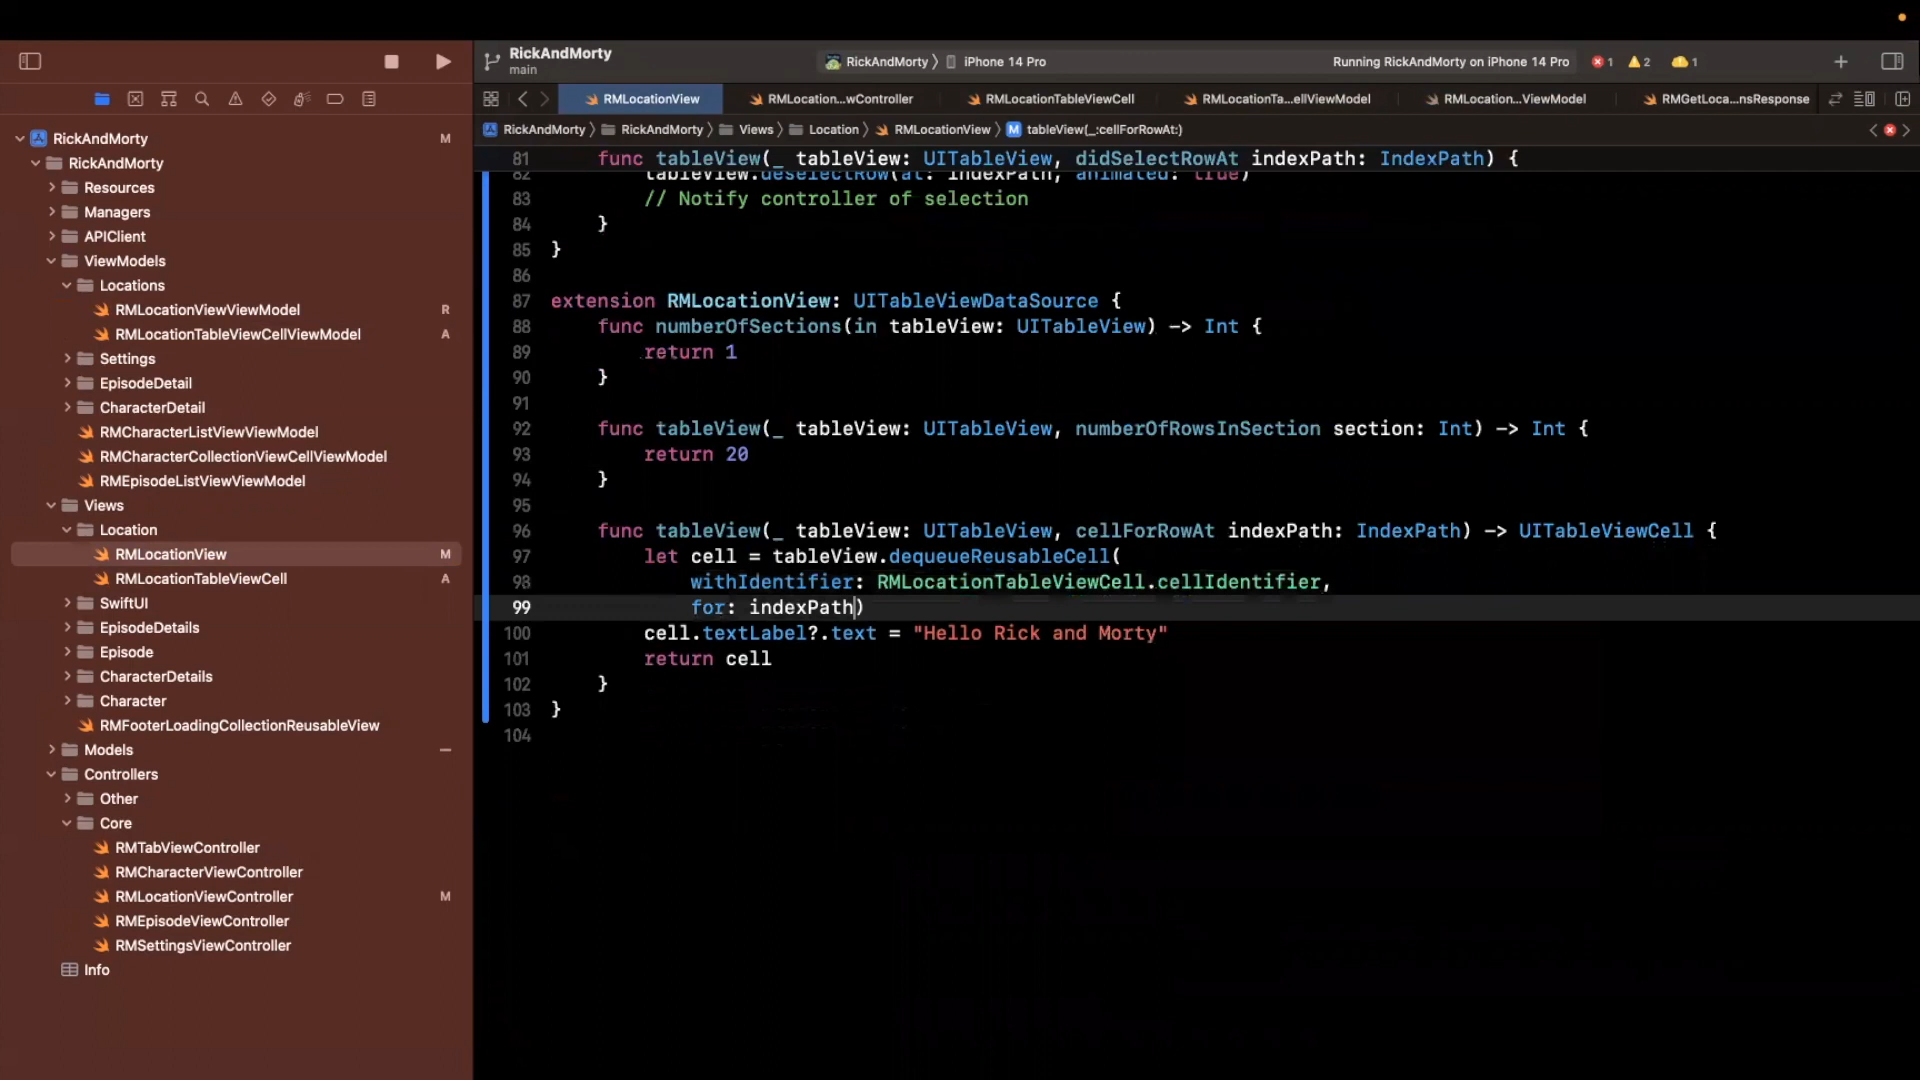 RickAndMorty
main
RickAndMorty
iPhone 14 Pro
Running RickAndMorty on iPhone 14 Pro
1
2
1
RMLocationView
RMLocation...wController
RMLocationTableViewCell
RMLocationTa...ellViewModel
RMLocation...ViewModel
RMGetLoca...nsResponse
RickAndMorty
RickAndMorty
Views
Location
RMLocationView
M
tableView(_:cellForRowAt:)
RickAndMorty M
RickAndMorty
Resources
Managers
APIClient
ViewModels
Locations
RMLocationViewViewModel R
RMLocationTableViewCellViewModel A
Settings
EpisodeDetail
CharacterDetail
RMCharacterListViewViewModel
RMCharacterCollectionViewCellViewModel
RMEpisodeListViewViewModel
Views
Location
RMLocationView M
RMLocationTableViewCell A
SwiftUI
EpisodeDetails
Episode
CharacterDetails
Character
RMFooterLoadingCollectionReusableView
Models
Controllers
Other
Core
RMTabViewController
RMCharacterViewController
RMLocationViewController M
RMEpisodeViewController
RMSettingsViewController
Info
81 func tableView(_ tableView: UITableView, didSelectRowAt indexPath: IndexPath) {
82 tableView.deselectRow(at: indexPath, animated: true)
83 // Notify controller of selection
84 }
85 }
86
87 extension RMLocationView: UITableViewDataSource {
88 func numberOfSections(in tableView: UITableView) -> Int {
89 return 1
90 }
91
92 func tableView(_ tableView: UITableView, numberOfRowsInSection section: Int) -> Int {
93 return 20
94 }
95
96 func tableView(_ tableView: UITableView, cellForRowAt indexPath: IndexPath) -> UITableViewCell {
97 let cell = tableView.dequeueReusableCell(
98 withIdentifier: RMLocationTableViewCell.cellIdentifier,
99 for: indexPath)
100 cell.textLabel?.text = "Hello Rick and Morty"
101 return cell
102 }
103 }
104